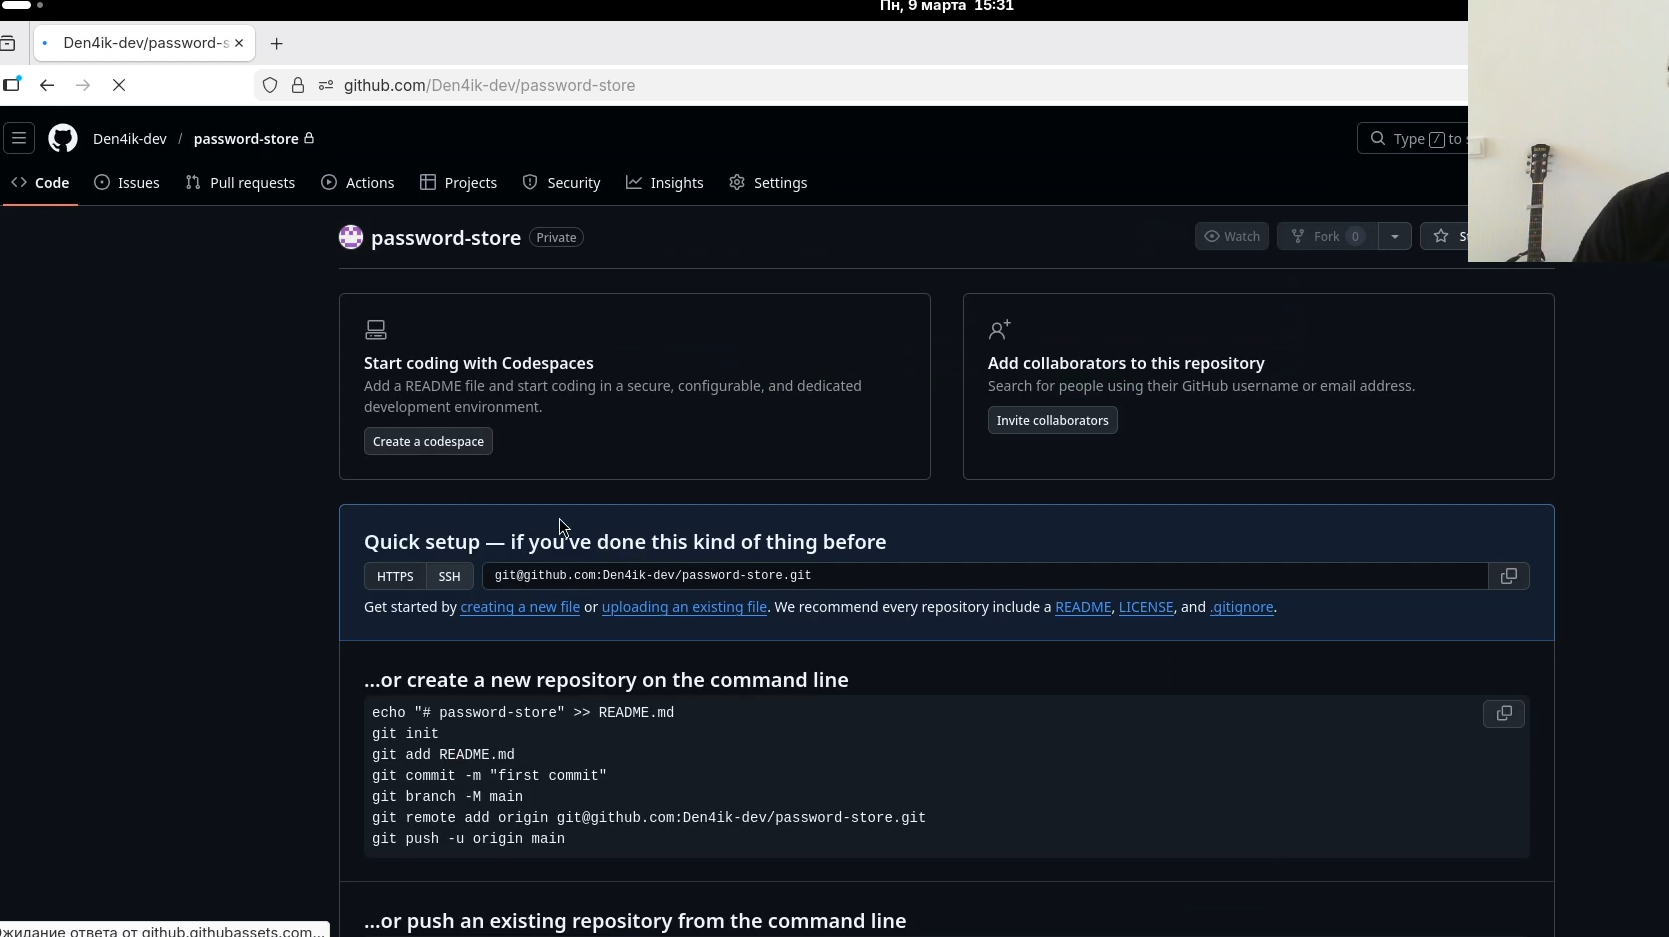 Пн, 9 марта 15:31
Den4ik-dev/password-s
github.com/Den4ik-dev/password-store
Den4ik-dev / password-store
Type / to
Code Issues Pull requests Actions Projects Security Insights Settings
password-store Private
Watch Fork 0
Start coding with Codespaces
Add a README file and start coding in a secure, configurable, and dedicated
development environment.
Create a codespace
Add collaborators to this repository
Search for people using their GitHub username or email address.
Invite collaborators
Quick setup — if you've done this kind of thing before
HTTPS SSH git@github.com:Den4ik-dev/password-store.git
Get started by creating a new file or uploading an existing file. We recommend every repository include a README, LICENSE, and .gitignore.
...or create a new repository on the command line
echo "# password-store" >> README.md
git init
git add README.md
git commit -m "first commit"
git branch -M main
git remote add origin git@github.com:Den4ik-dev/password-store.git
git push -u origin main
...or push an existing repository from the command line
Ожидание ответа от github.githubassets.com...